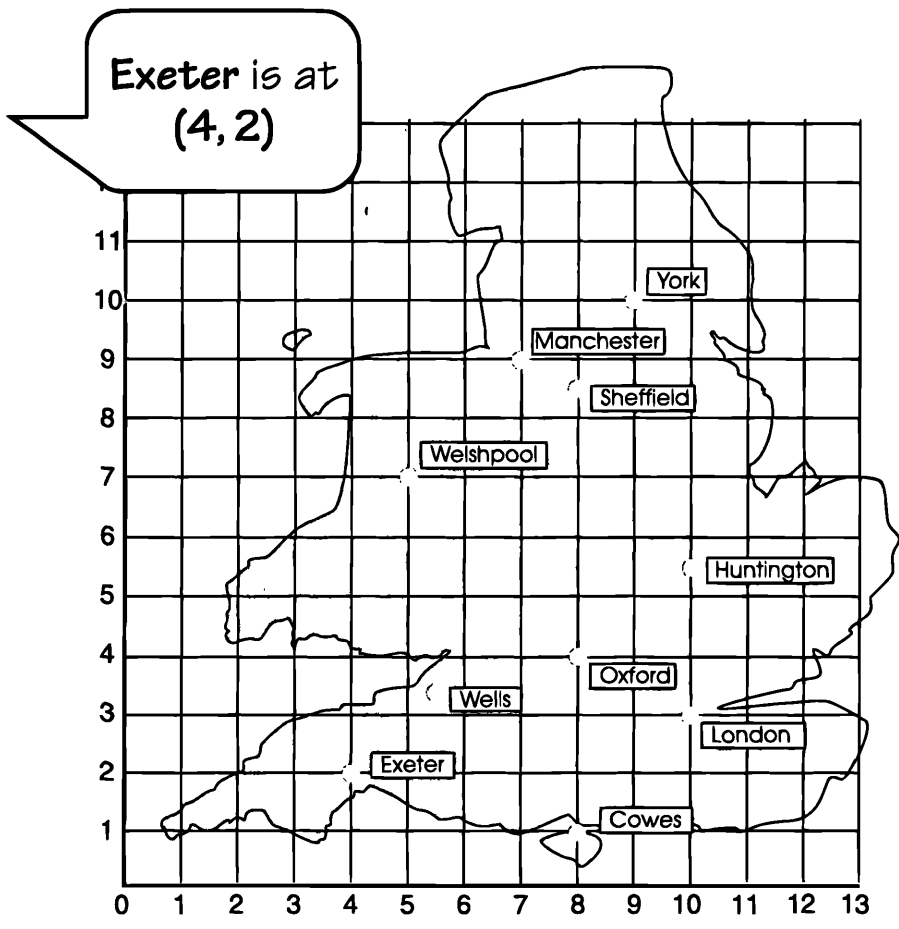 Exeter is at
(4, 2)
11
York
10
Manchester
9
Sheffield
8
Welshpool
7
6
Huntington
5
4
Oxford
Wells
3
London
Exeter
2
Cowes
1
0 1 2 3 4 5 6 7 8 9 10 11 12 13